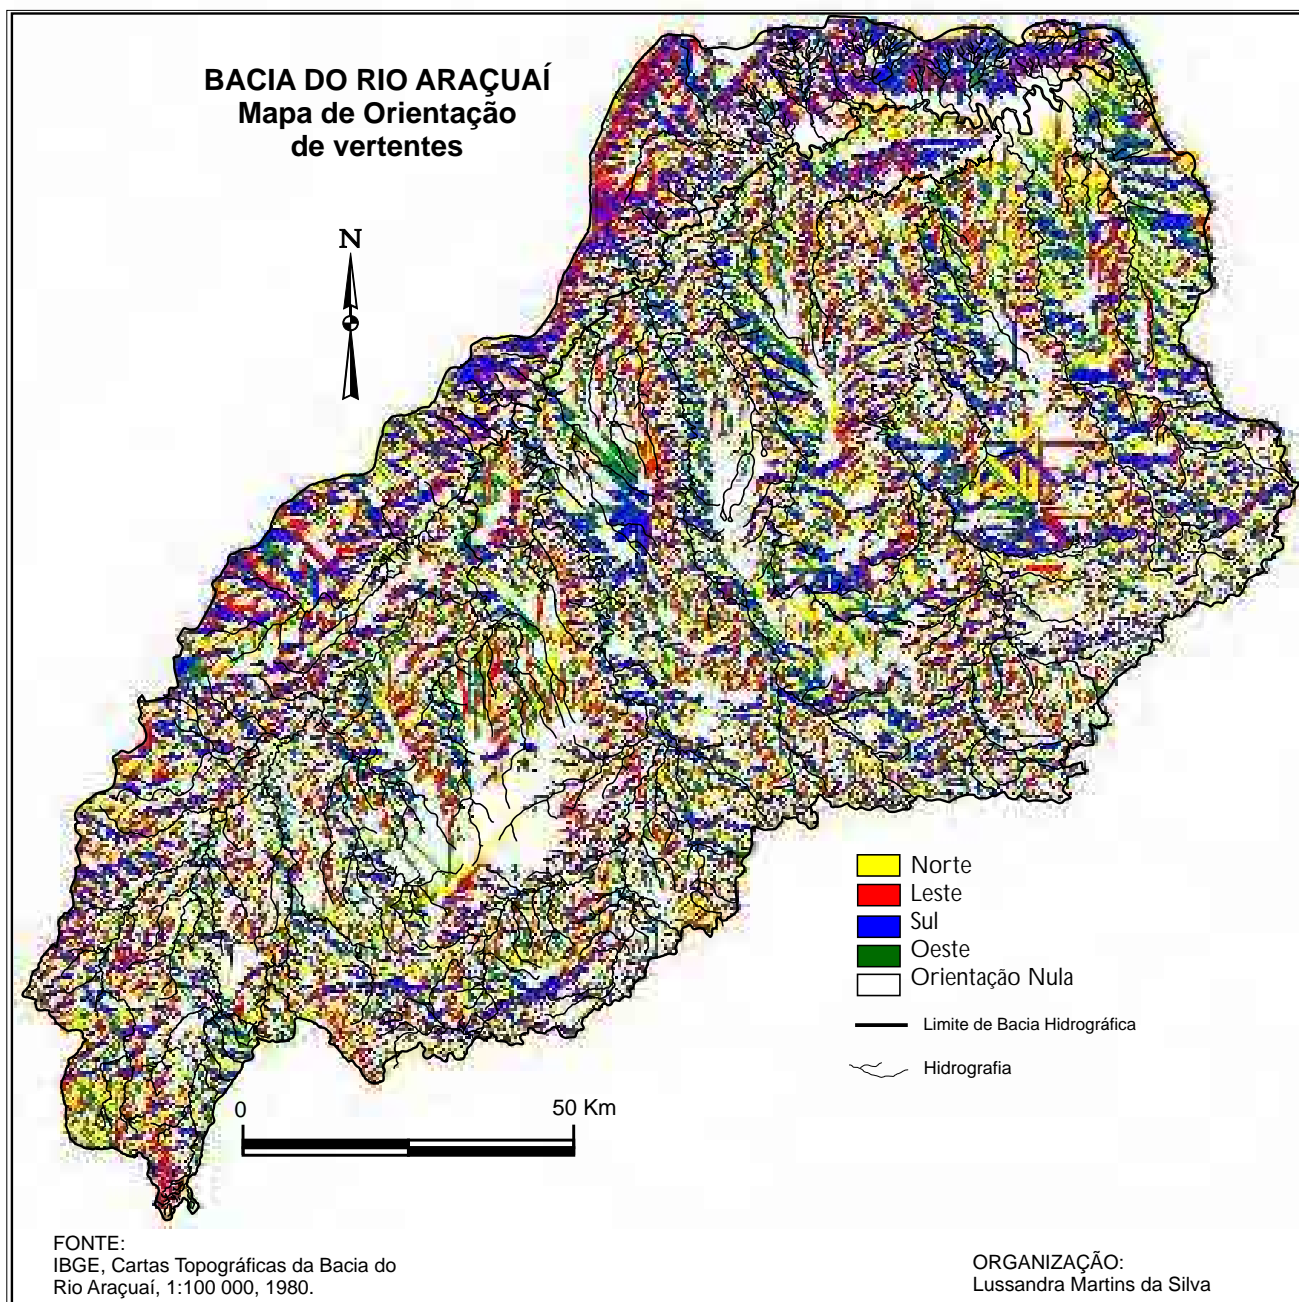 BACIA DO RIO ARAÇUAÍ
Mapa de Orientação
de vertentes
N
Norte
Leste
Sul
Oeste
Orientação Nula
Limite de Bacia Hidrográfica
Hidrografia
0
50 Km
FONTE:
IBGE, Cartas Topográficas da Bacia do
Rio Araçuaí, 1:100 000, 1980.
ORGANIZAÇÃO:
Lussandra Martins da Silva